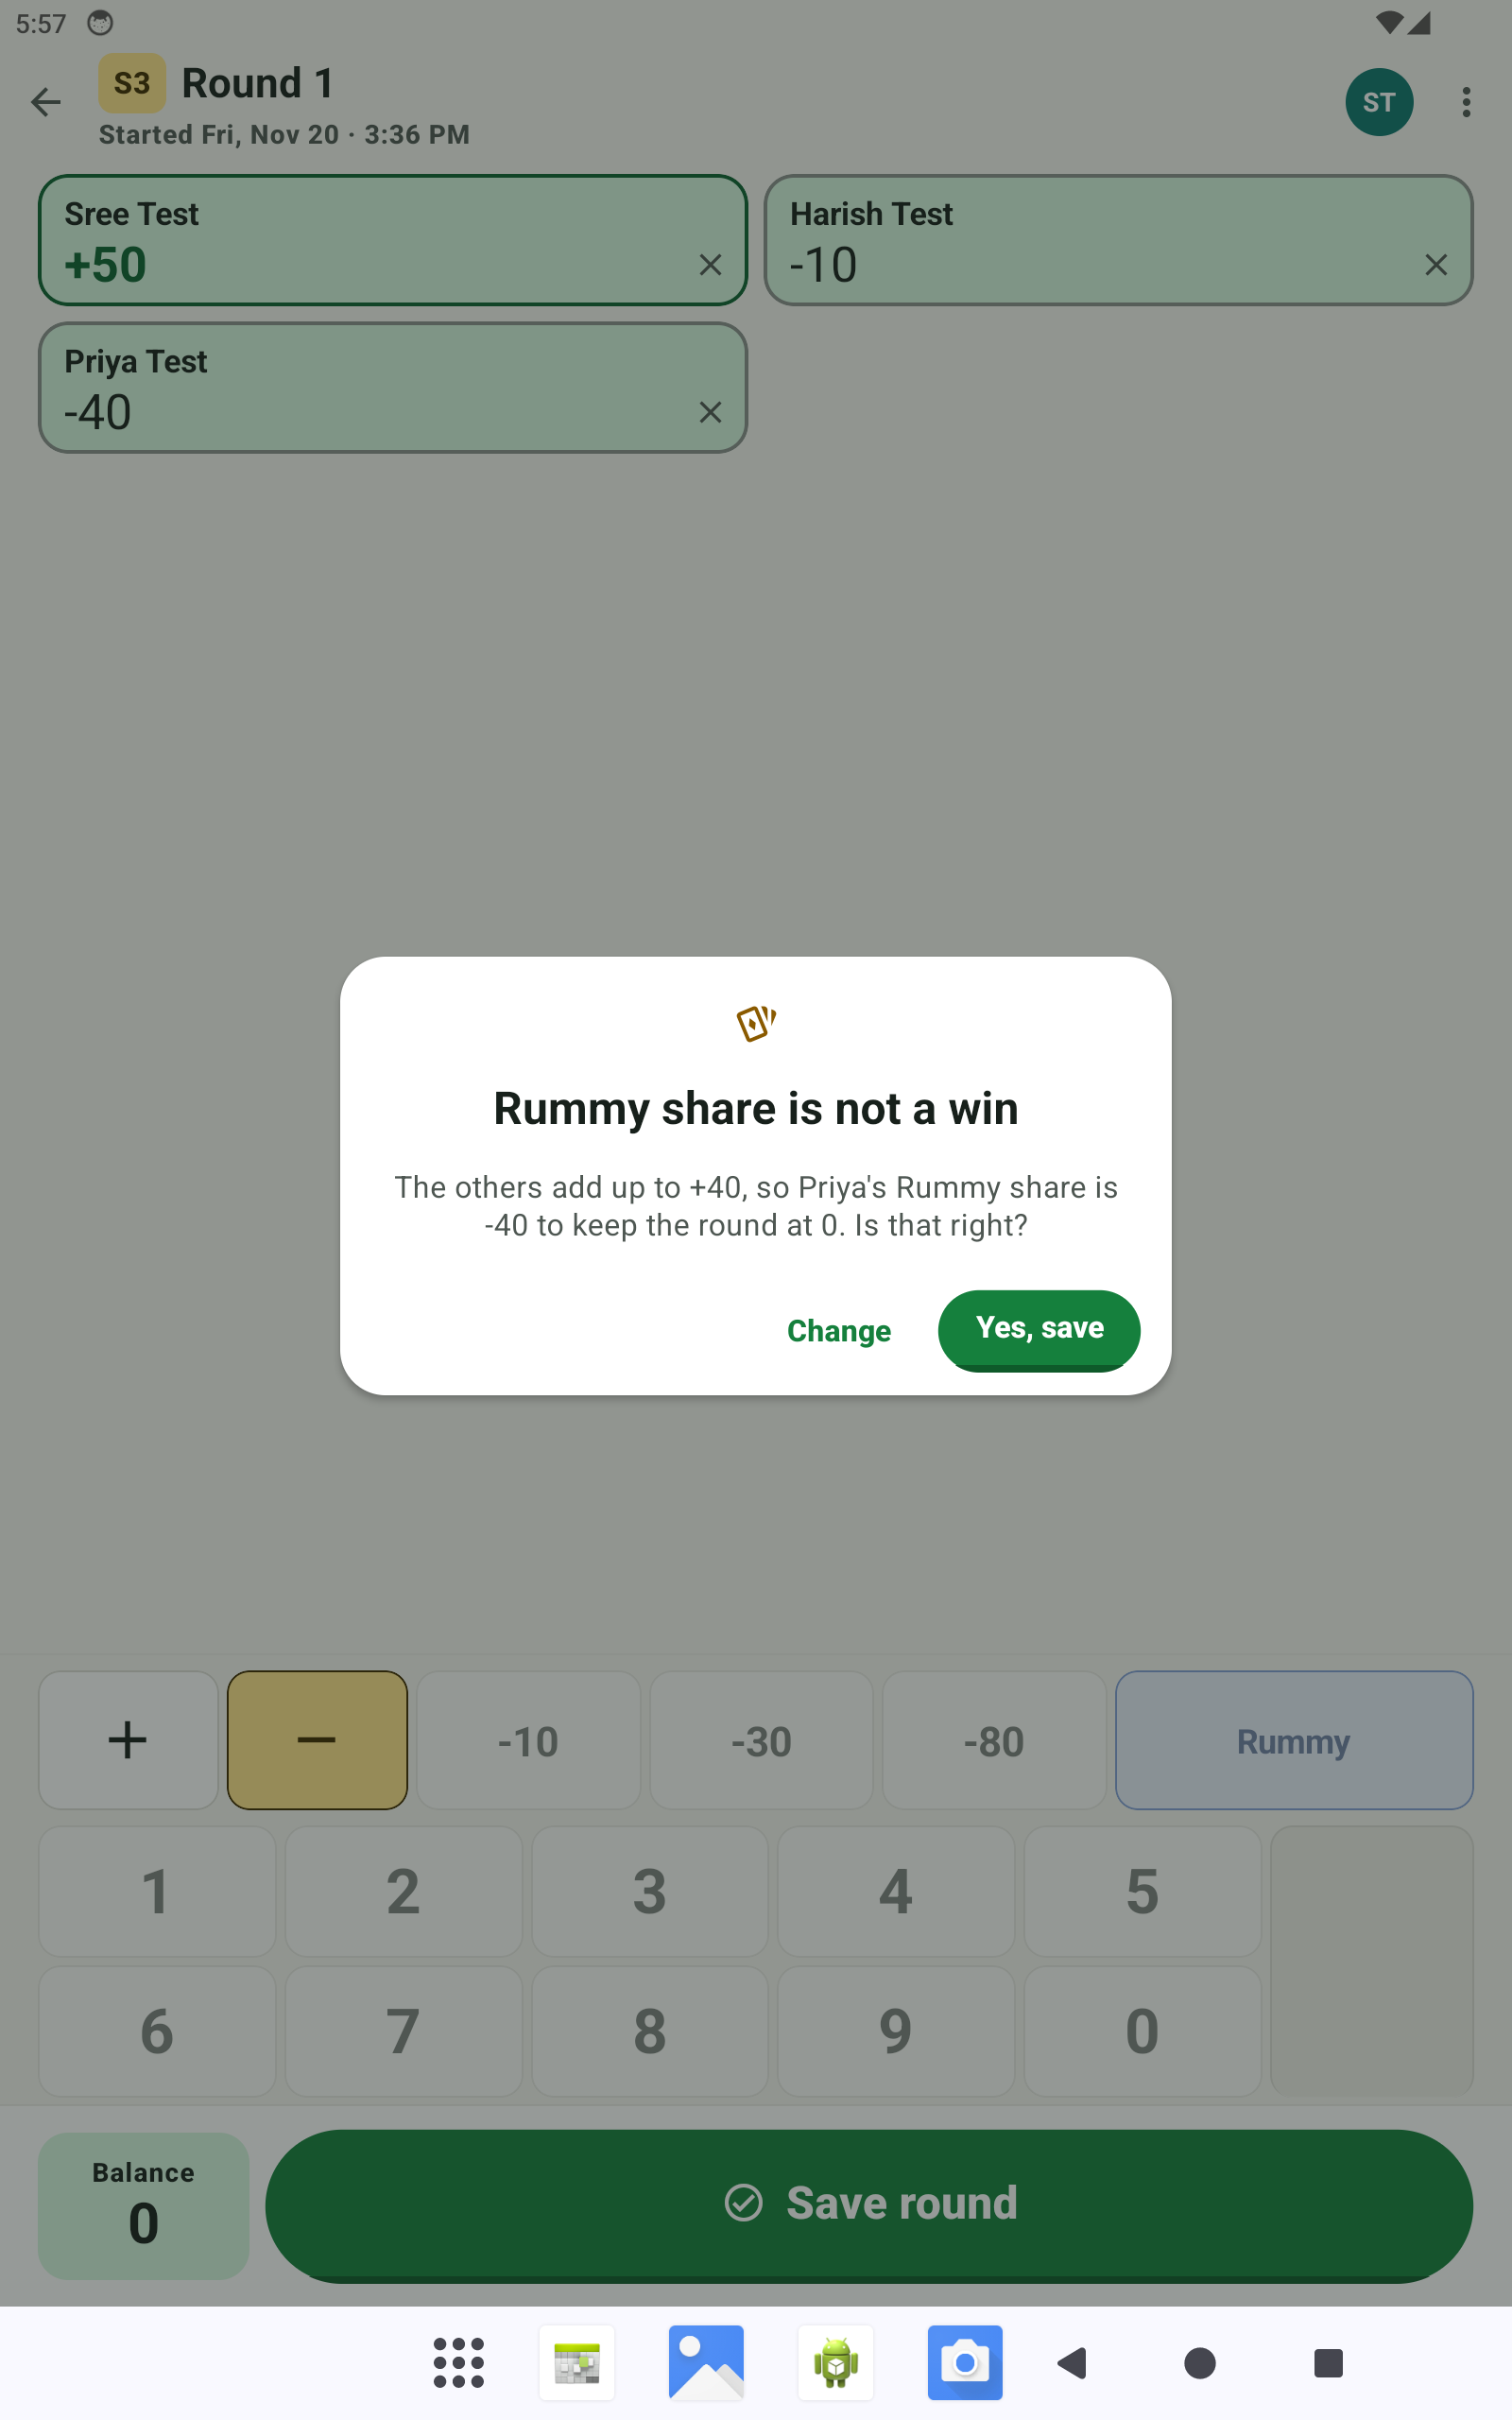 5:57
S3 Round 1
Started Fri, Nov 20 · 3:36 PM
ST
Sree Test
+50
Harish Test
-10
Priya Test
-40
Rummy share is not a win
The others add up to +40, so Priya's Rummy share is
-40 to keep the round at 0. Is that right?
Change
Yes, save
+ − -10 -30 -80 Rummy
1 2 3 4 5
6 7 8 9 0
Balance
0
Save round